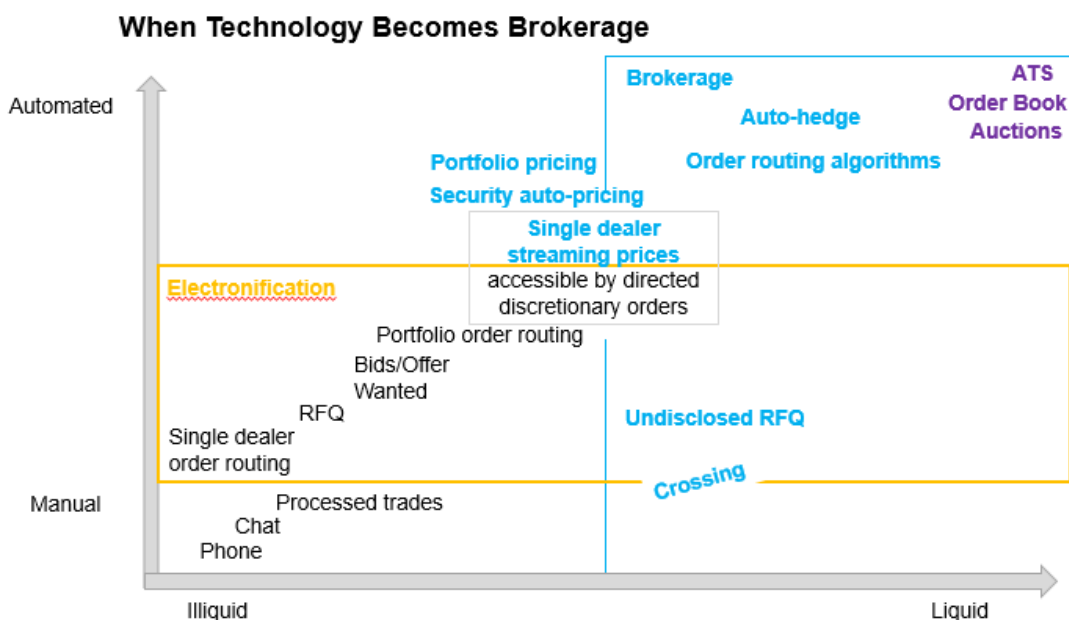 When Technology Becomes Brokerage
Automated
Brokerage
ATS
Order Book
Auctions
Auto-hedge
Portfolio pricing
Order routing algorithms
Security auto-pricing
Single dealer
streaming prices
accessible by directed
discretionary orders
Electronification
Portfolio order routing
Bids/Offer
Wanted
RFQ
Undisclosed RFQ
Single dealer
order routing
Crossing
Manual
Processed trades
Chat
Phone
Illiquid
Liquid